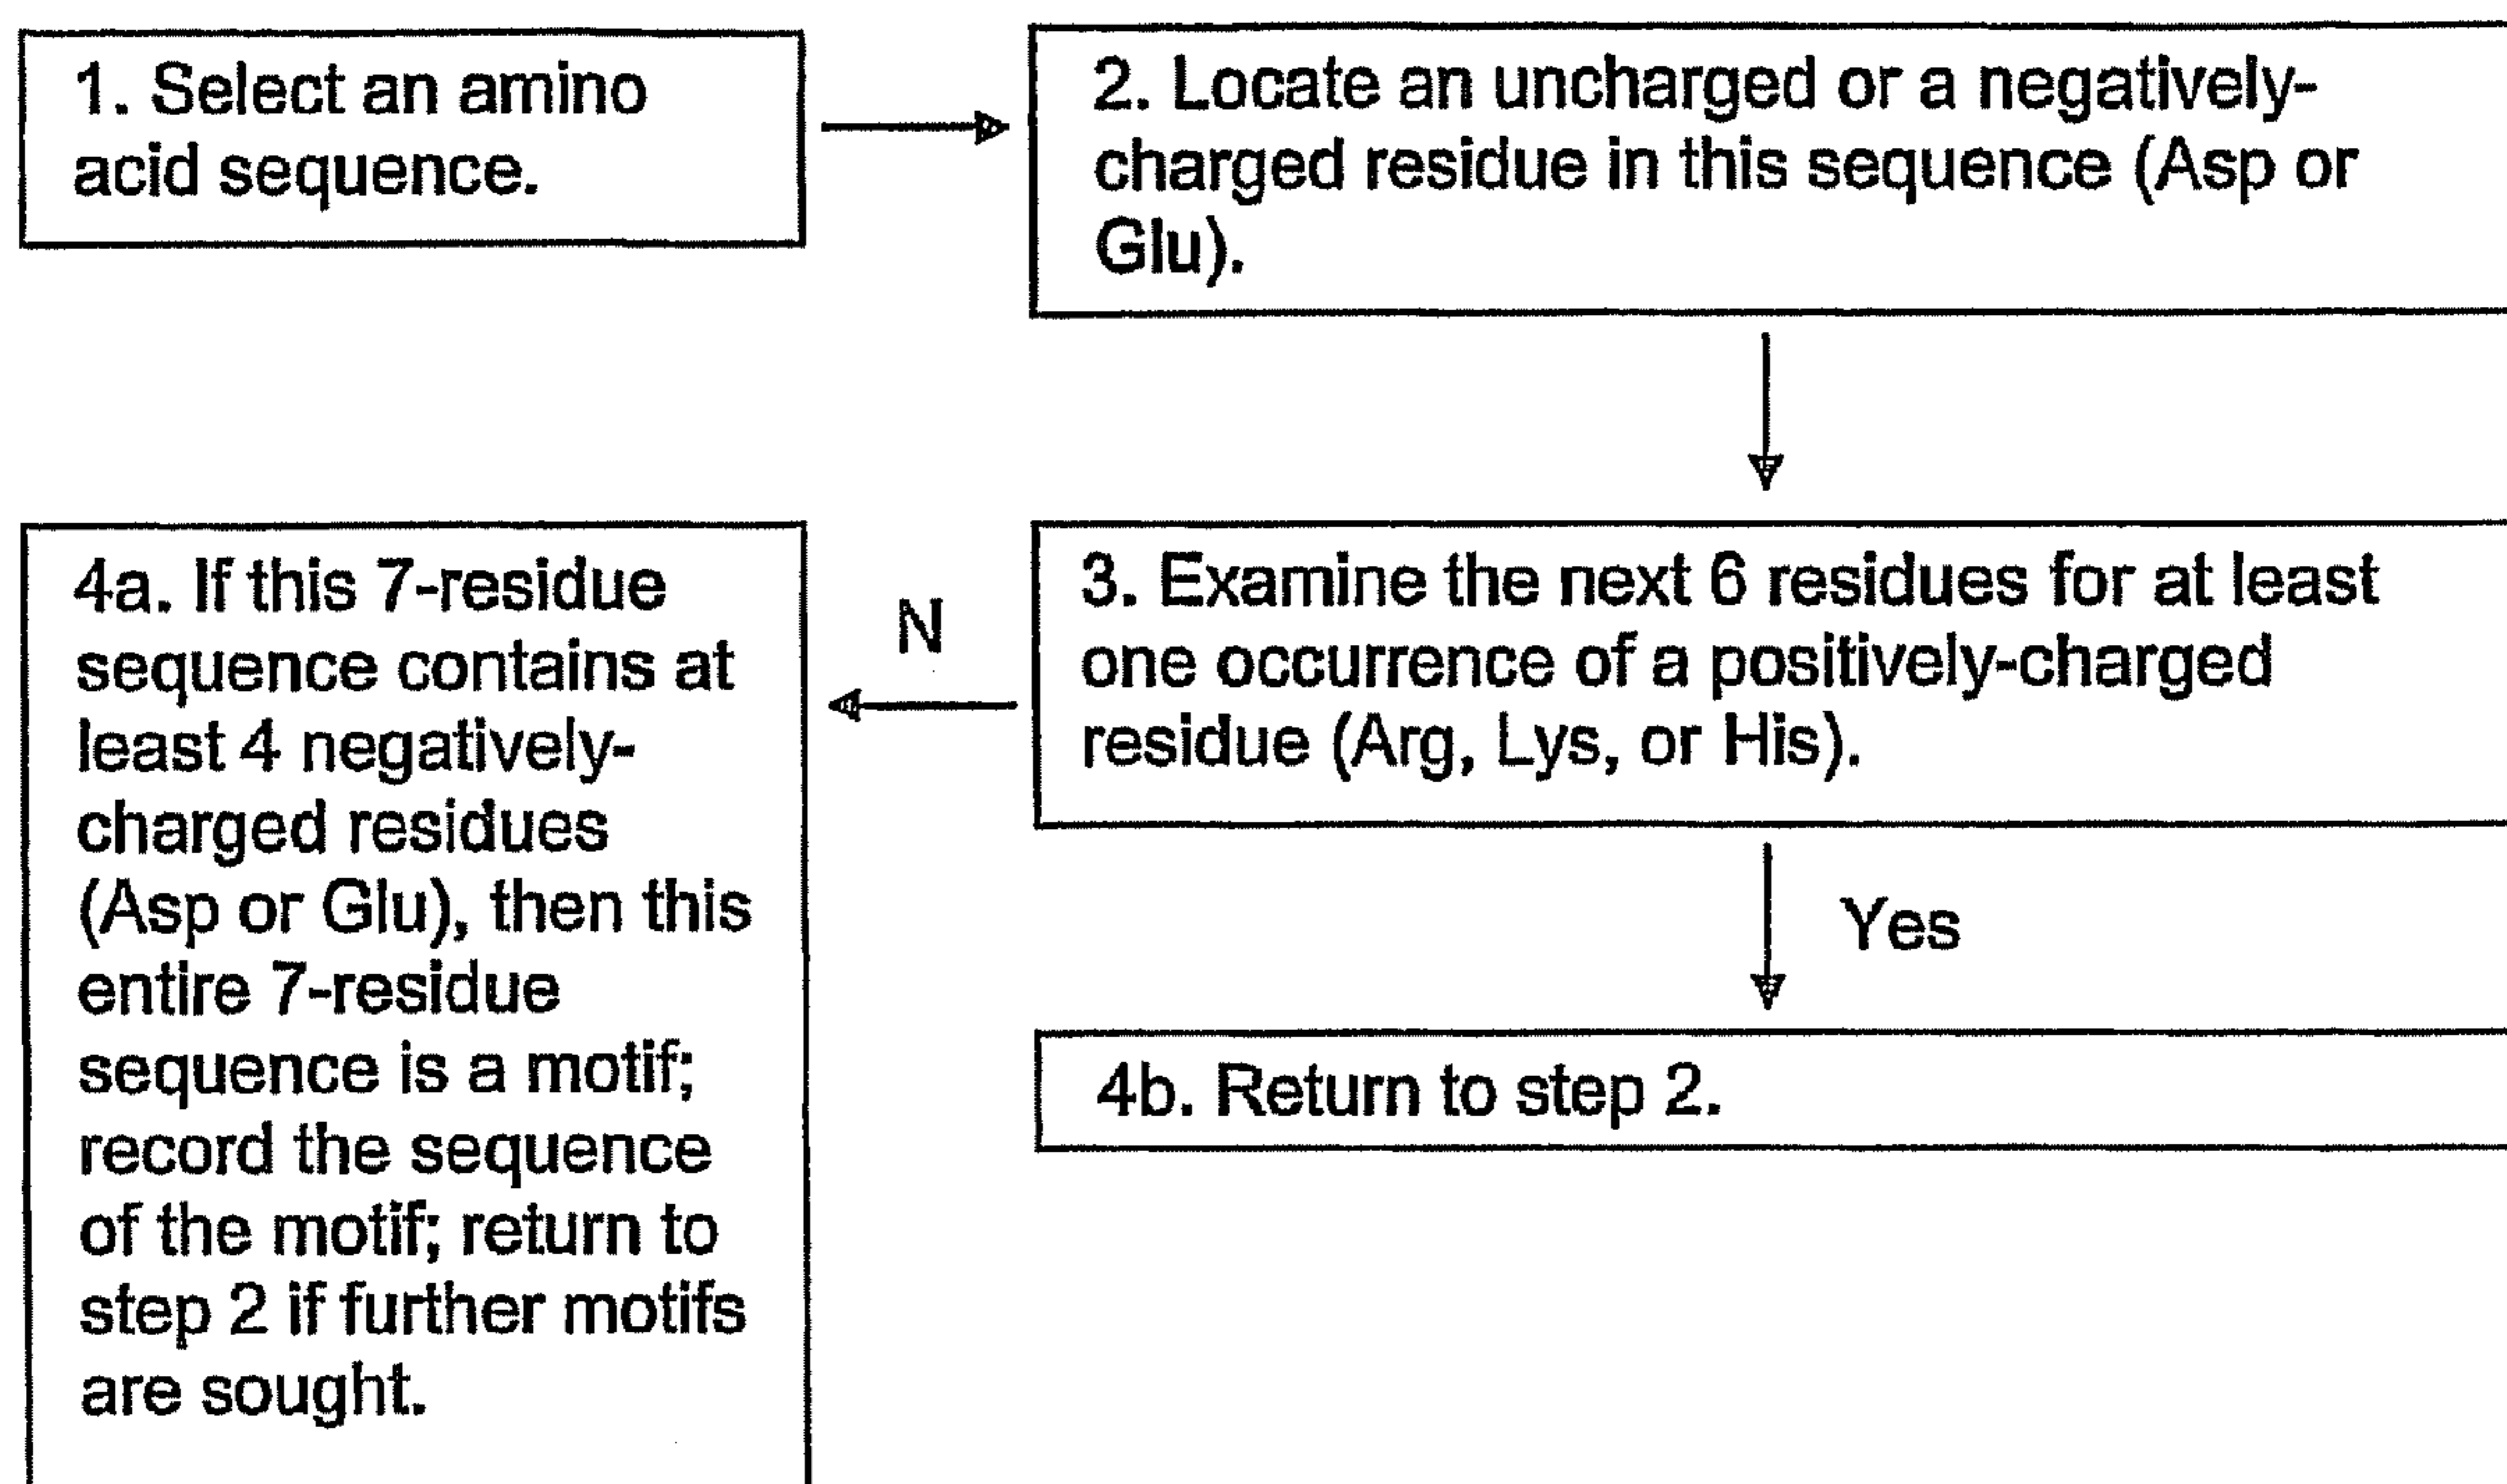 1. Select an amino
acid sequence.
2. Locate an uncharged or a negatively-
charged residue in this sequence (Asp or
Glu).
3. Examine the next 6 residues for at least
one occurrence of a positively-charged
residue (Arg, Lys, or His).
N
4a. If this 7-residue
sequence contains at
least 4 negatively-
charged residues
(Asp or Glu), then this
entire 7-residue
sequence is a motif;
record the sequence
of the motif; return to
step 2 if further motifs
are sought.
Yes
4b. Return to step 2.